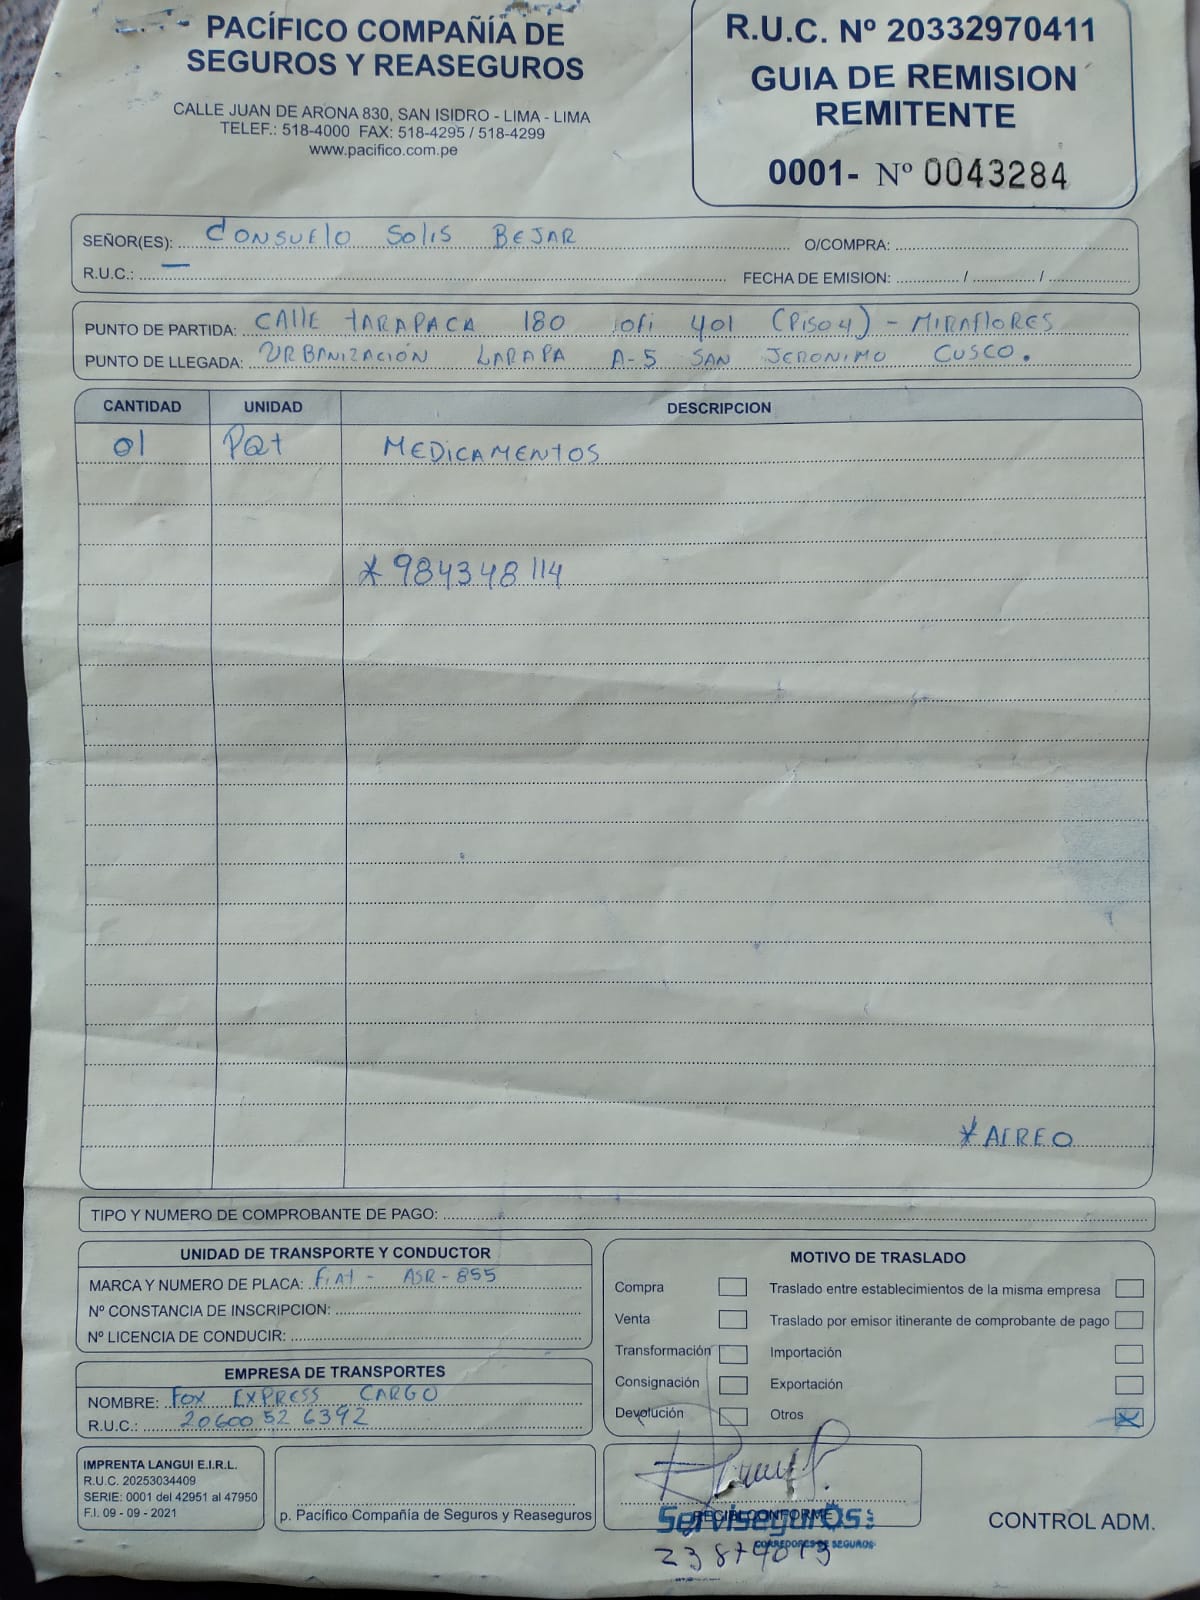 PACÍFICO COMPAÑÍA DE
SEGUROS Y REASEGUROS
CALLE JUAN DE ARONA 830, SAN ISIDRO - LIMA - LIMA
TELEF.: 518-4000 FAX: 518-4295 / 518-4299
www.pacifico.com.pe
R.U.C. Nº 20332970411
GUIA DE REMISION
REMITENTE
0001- Nº 0043284
SEÑOR(ES): CONSUELO SOLIS BEJAR
O/COMPRA:
R.U.C.: —
FECHA DE EMISION: / /
PUNTO DE PARTIDA: CALLE TARAPACA 180 ofi 401 (PISO 4) - MIRAFLORES
PUNTO DE LLEGADA: URBANIZACIÓN LARAPA A-5 SAN JERONIMO CUSCO.
CANTIDAD UNIDAD DESCRIPCION
01 PQt MEDICAMENTOS
* 984348114
* AEREO
TIPO Y NUMERO DE COMPROBANTE DE PAGO:
UNIDAD DE TRANSPORTE Y CONDUCTOR
MARCA Y NUMERO DE PLACA: Fiat - ASR-855
Nº CONSTANCIA DE INSCRIPCION:
Nº LICENCIA DE CONDUCIR:
EMPRESA DE TRANSPORTES
NOMBRE: FOX EXPRESS CARGO
R.U.C.: 20600526392
MOTIVO DE TRASLADO
Compra
Venta
Transformación
Consignación
Devolución
Traslado entre establecimientos de la misma empresa
Traslado por emisor itinerante de comprobante de pago
Importación
Exportación
Otros X
IMPRENTA LANGUI E.I.R.L.
R.U.C. 20253034409
SERIE: 0001 del 42951 al 47950
F.I. 09 - 09 - 2021
p. Pacífico Compañía de Seguros y Reaseguros
RECIBI CONFORME
Serviseguros
CORREDORES DE SEGUROS
23874013
CONTROL ADM.